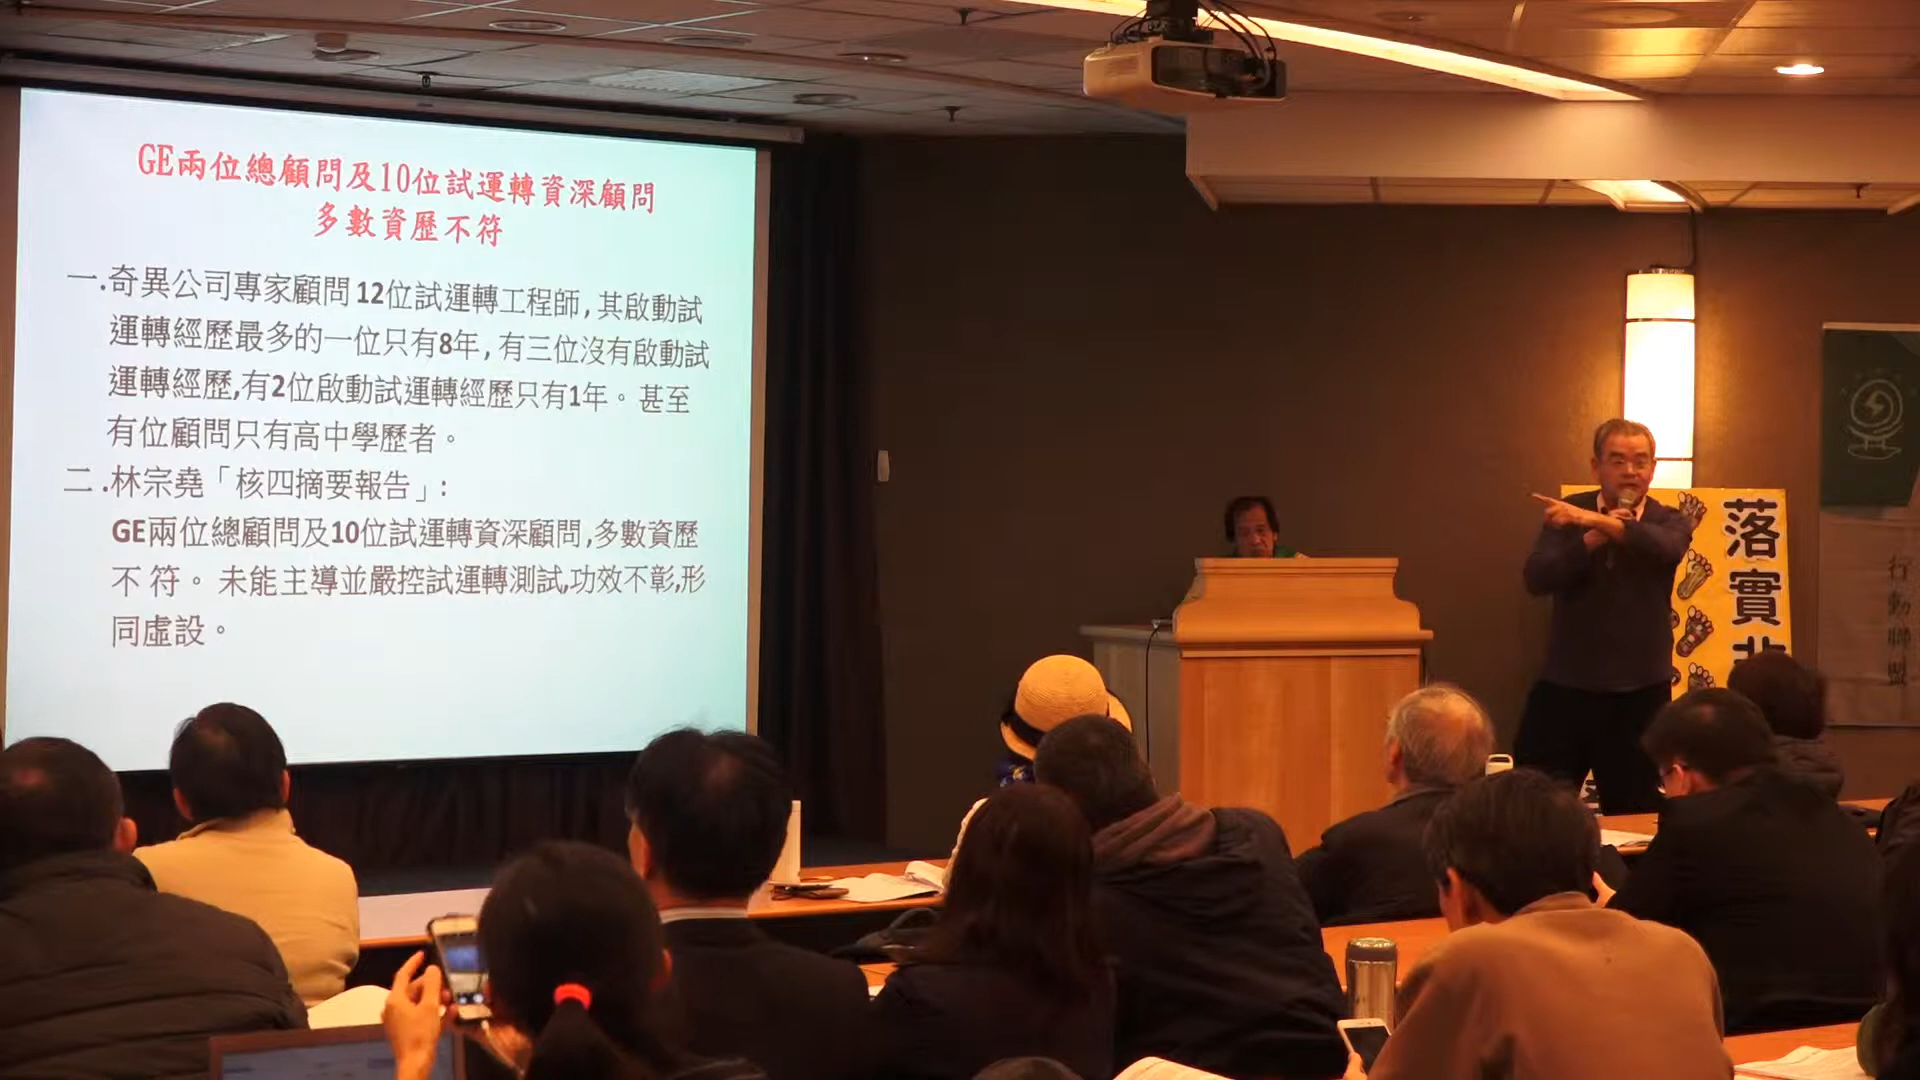 GE兩位總顧問及10位試運轉資深顧問
多數資歷不符
一.奇異公司專家顧問12位試運轉工程師,其啟動試
運轉經歷最多的一位只有8年,有三位沒有啟動試
運轉經歷,有2位啟動試運轉經歷只有1年。甚至
有位顧問只有高中學歷者。
二.林宗堯「核四摘要報告」:
GE兩位總顧問及10位試運轉資深顧問,多數資歷
不符。未能主導並嚴控試運轉測試,功效不彰,形
同虛設。
落實非
行動聯盟